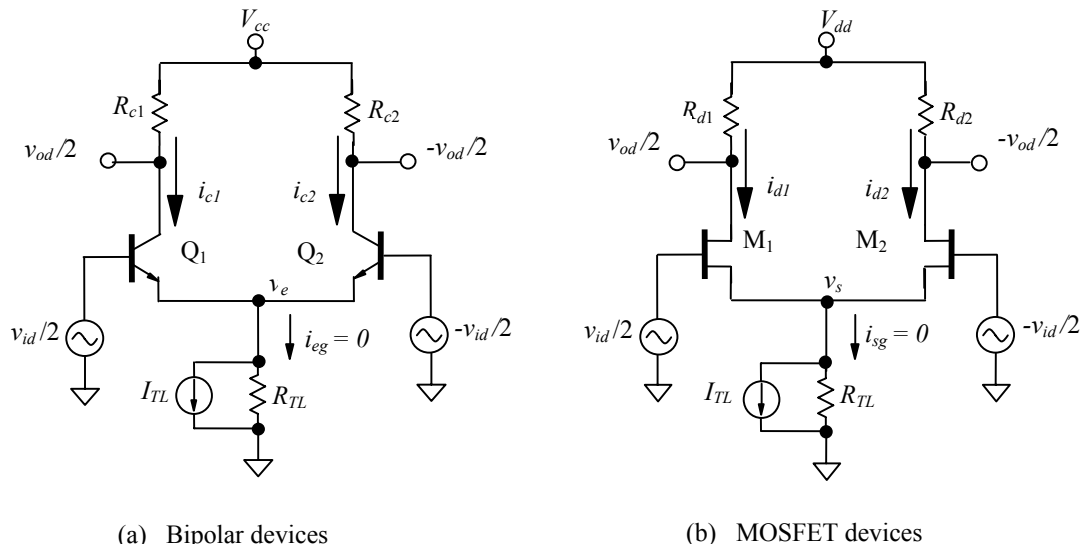 V_cc
R_c1
R_c2
v_od/2
-v_od/2
i_c1
i_c2
Q_1
Q_2
v_e
v_id/2
-v_id/2
i_eg = 0
I_TL
R_TL
(a) Bipolar devices
V_dd
R_d1
R_d2
v_od/2
-v_od/2
i_d1
i_d2
M_1
M_2
v_s
v_id/2
-v_id/2
i_sg = 0
I_TL
R_TL
(b) MOSFET devices